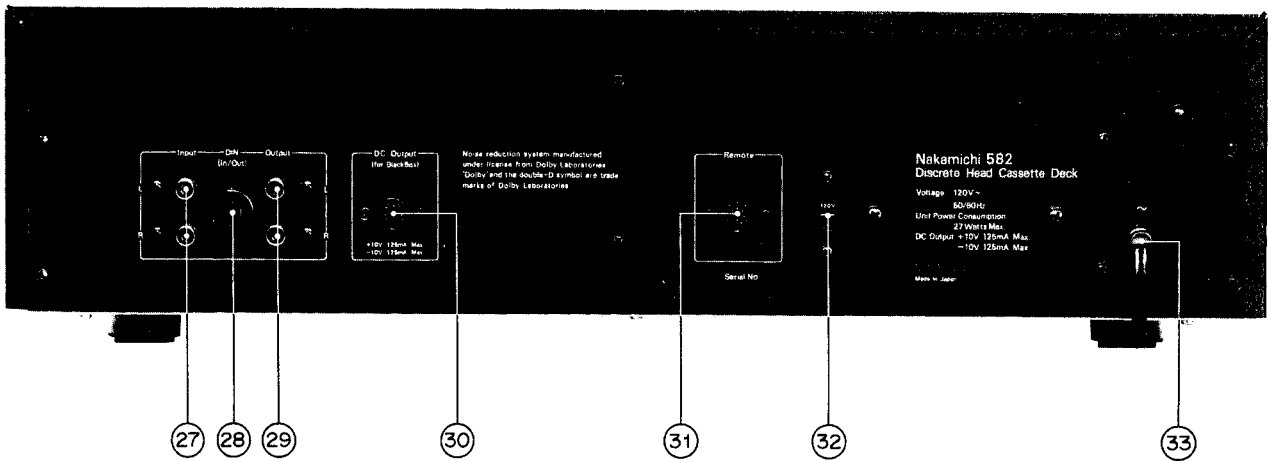 Input
DIN
(In/Out)
Output
L
L
R
R
DC Output
(for BlackBox)
+10V 125mA Max.
−10V 125mA Max.
Noise reduction system manufactured
under license from Dolby Laboratories
'Dolby' and the double-D symbol are trade
marks of Dolby Laboratories
Remote
Serial No
120V
Nakamichi 582
Discrete Head Cassette Deck
Voltage 120V~
50/60Hz
Unit Power Consumption
27 Watts Max.
DC Output +10V 125mA Max.
−10V 125mA Max
Made in Japan
~
27
28
29
30
31
32
33